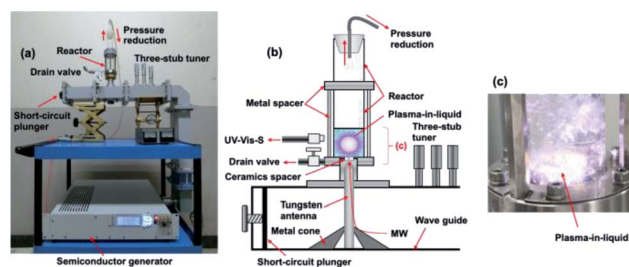 (a)
Pressure
reduction
Reactor
Drain valve
Three-stub tuner
Short-circuit
plunger
Semiconductor generator
(b)
Pressure
reduction
Metal spacer
Reactor
Plasma-in-liquid
UV-Vis-S
Three-stub
tuner
(c)
Drain valve
Ceramics spacer
Tungsten
antenna
Wave guide
Metal cone
MW
Short-circuit plunger
(c)
Plasma-in-liquid